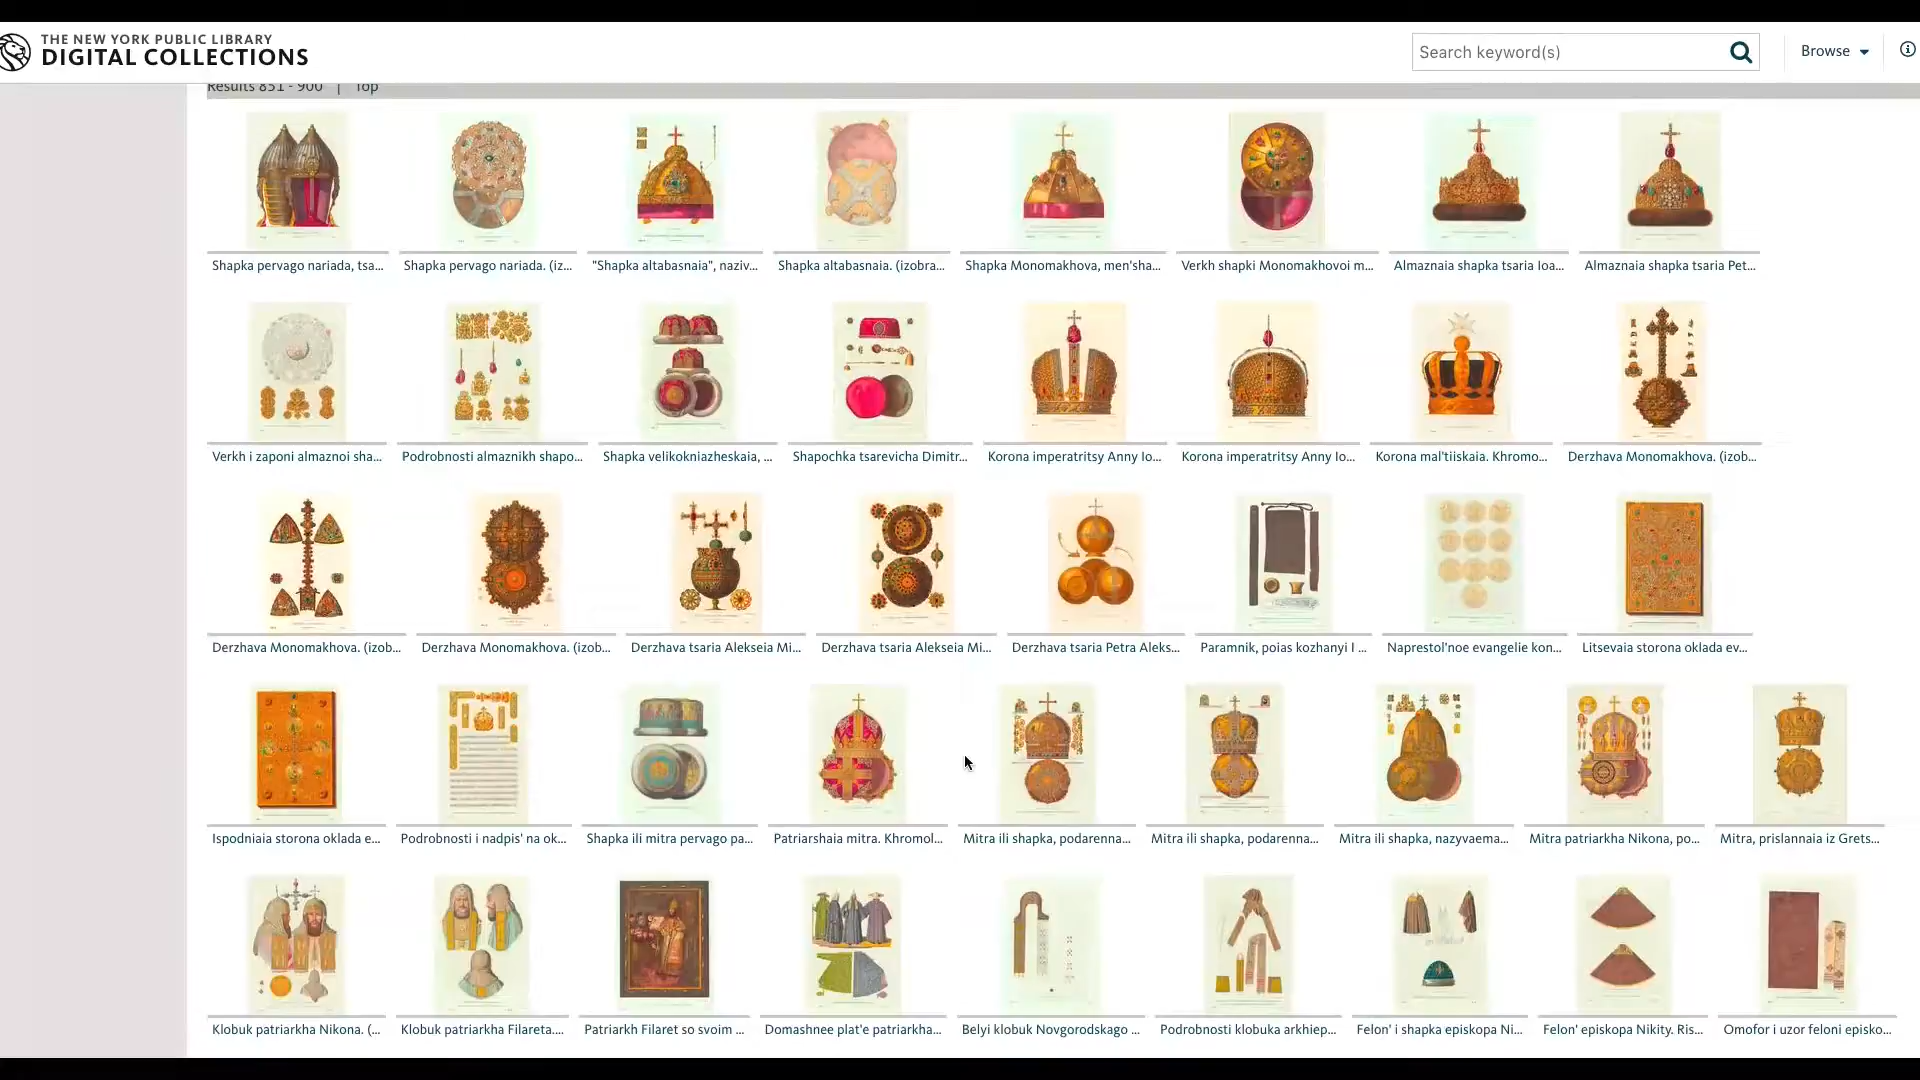 THE NEW YORK PUBLIC LIBRARY
DIGITAL COLLECTIONS
Search keyword(s)
Browse
Results 851 - 900 | Top
Shapka pervago nariada, tsa...
Shapka pervago nariada. (iz...
"Shapka altabasnaia", naziv...
Shapka altabasnaia. (izobra...
Shapka Monomakhova, men'sha...
Verkh shapki Monomakhovoi m...
Almaznaia shapka tsaria Ioa...
Almaznaia shapka tsaria Pet...
Verkh i zaponi almaznoi sha...
Podrobnosti almaznikh shapo...
Shapka velikokniazheskaia, ...
Shapochka tsarevicha Dimitr...
Korona imperatritsy Anny Io...
Korona imperatritsy Anny Io...
Korona mal'tiiskaia. Khromo...
Derzhava Monomakhova. (izob...
Derzhava Monomakhova. (izob...
Derzhava Monomakhova. (izob...
Derzhava tsaria Alekseia Mi...
Derzhava tsaria Alekseia Mi...
Derzhava tsaria Petra Aleks...
Paramnik, poias kozhanyi I ...
Naprestol'noe evangelie kon...
Litsevaia storona oklada ev...
Ispodniaia storona oklada e...
Podrobnosti i nadpis' na ok...
Shapka ili mitra pervago pa...
Patriarshaia mitra. Khromol...
Mitra ili shapka, podarenna...
Mitra ili shapka, podarenna...
Mitra ili shapka, nazyvaema...
Mitra patriarkha Nikona, po...
Mitra, prislannaia iz Grets...
Klobuk patriarkha Nikona. (...
Klobuk patriarkha Filareta....
Patriarkh Filaret so svoim ...
Domashnee plat'e patriarkha...
Belyi klobuk Novgorodskago ...
Podrobnosti klobuka arkhiep...
Felon' i shapka episkopa Ni...
Felon' episkopa Nikity. Ris...
Omofor i uzor feloni episko...